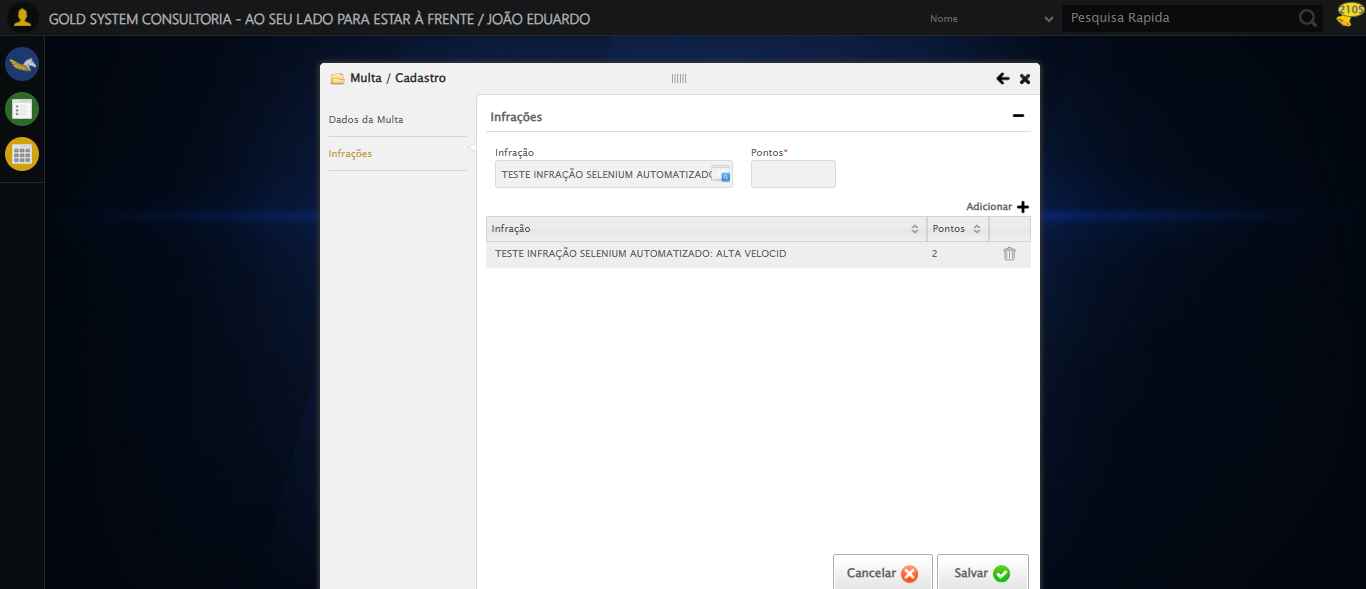 GOLD SYSTEM CONSULTORIA - AO SEU LADO PARA ESTAR À FRENTE / JOÃO EDUARDO
Nome
Pesquisa Rapida
2105
Multa / Cadastro
Dados da Multa
Infrações
Infrações
Infração
Pontos*
TESTE INFRAÇÃO SELENIUM AUTOMATIZADO
Adicionar
Infração
Pontos
TESTE INFRAÇÃO SELENIUM AUTOMATIZADO: ALTA VELOCID
2
Cancelar
Salvar